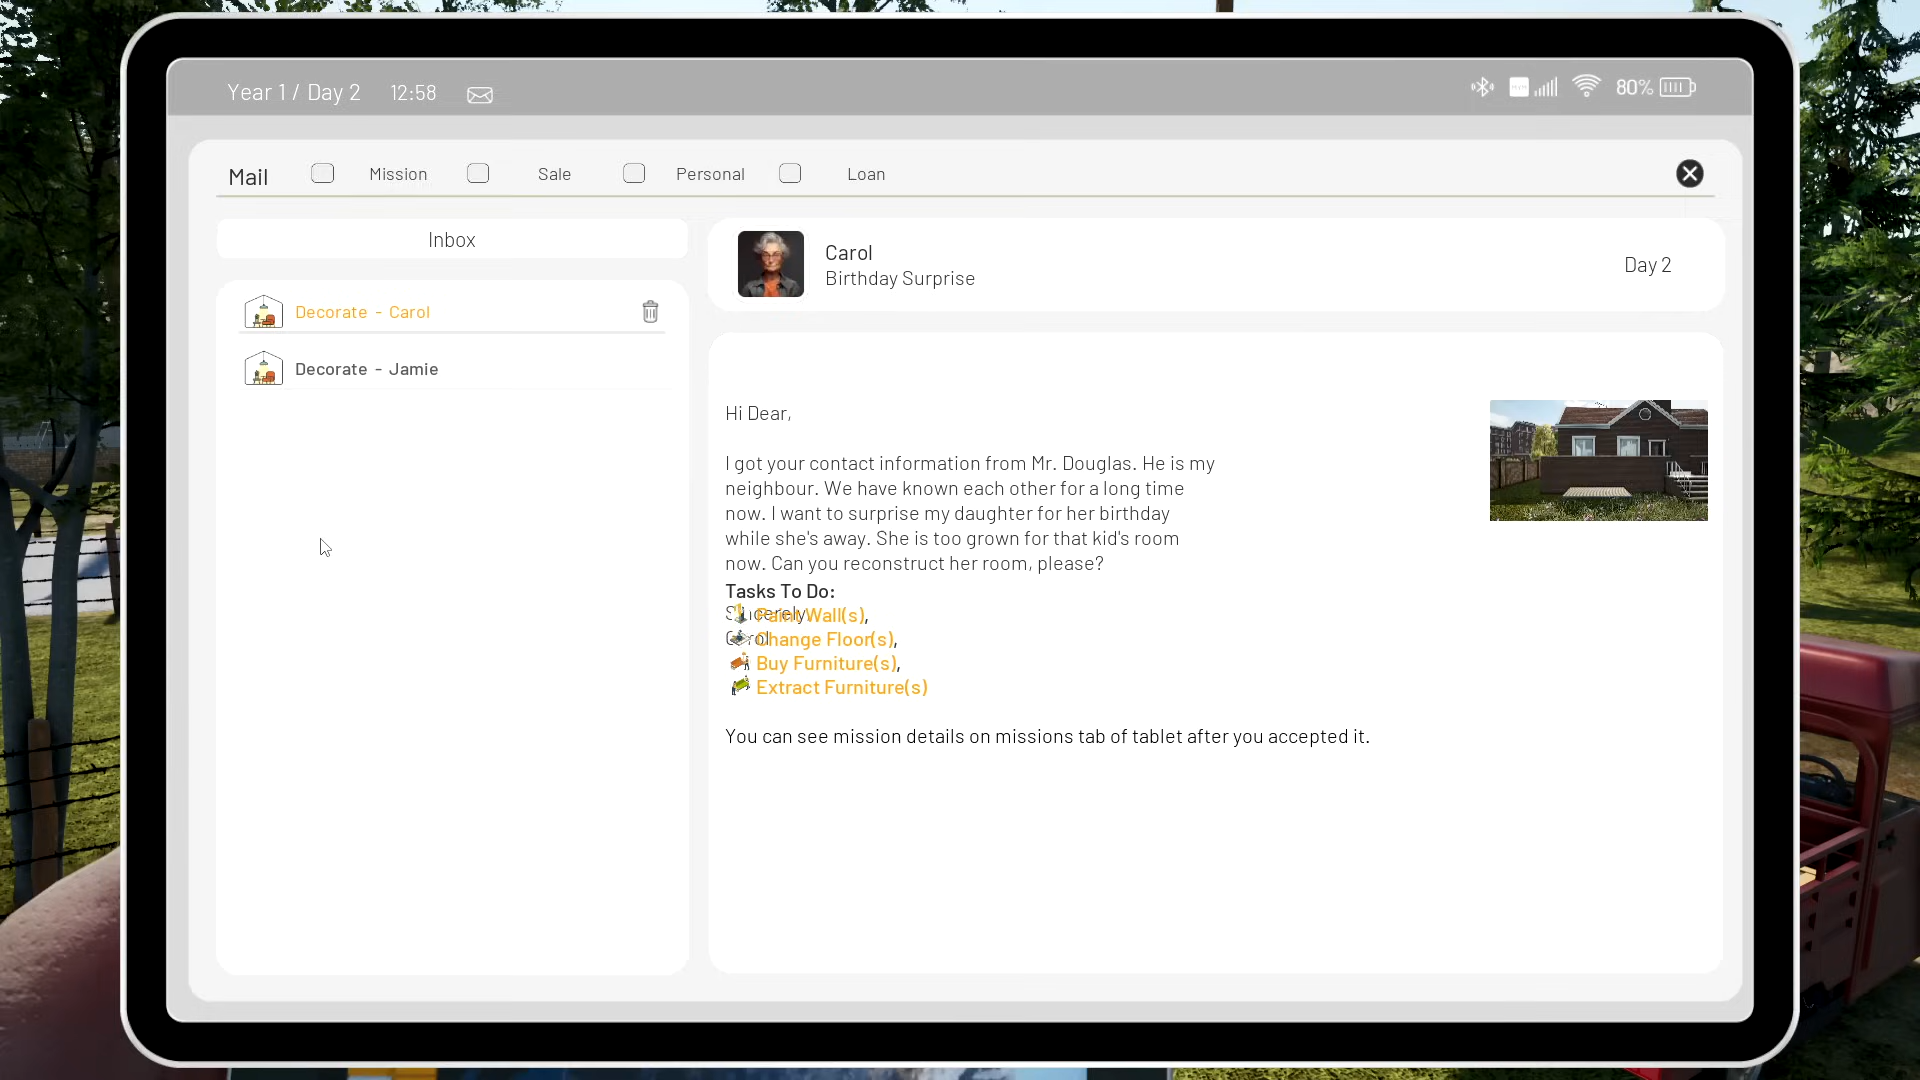 Year 1 / Day 2 12:58 80%
Mail Mission Sale Personal Loan
Inbox
Decorate - Carol
Decorate - Jamie
Carol
Birthday Surprise
Day 2
Hi Dear,
I got your contact information from Mr. Douglas. He is my
neighbour. We have known each other for a long time
now. I want to surprise my daughter for her birthday
while she's away. She is too grown for that kid's room
now. Can you reconstruct her room, please?
Tasks To Do:
Sincerely,
Paint Wall(s),
Carol
Change Floor(s),
Buy Furniture(s),
Extract Furniture(s)
You can see mission details on missions tab of tablet after you accepted it.